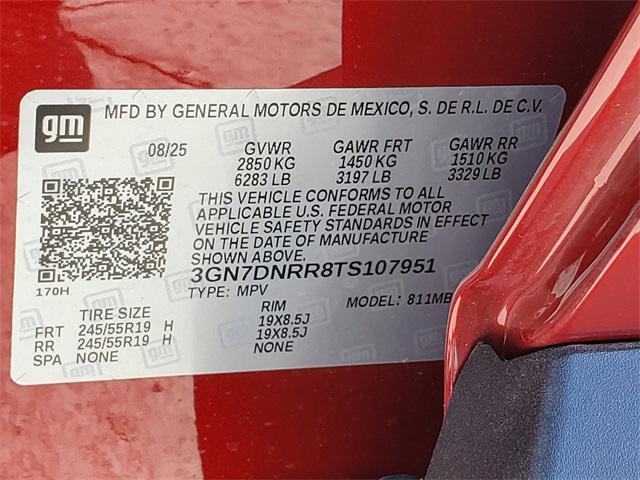 gm
MFD BY GENERAL MOTORS DE MEXICO, S. DE R.L. DE C.V.
08/25 GVWR GAWR FRT GAWR RR
2850 KG 1450 KG 1510 KG
6283 LB 3197 LB 3329 LB
THIS VEHICLE CONFORMS TO ALL
APPLICABLE U.S. FEDERAL MOTOR
VEHICLE SAFETY STANDARDS IN EFFECT
ON THE DATE OF MANUFACTURE
SHOWN ABOVE.
3GN7DNRR8TS107951
170H
TYPE: MPV MODEL: 811MB
TIRE SIZE RIM
FRT 245/55R19 H 19X8.5J
RR 245/55R19 H 19X8.5J
SPA NONE NONE